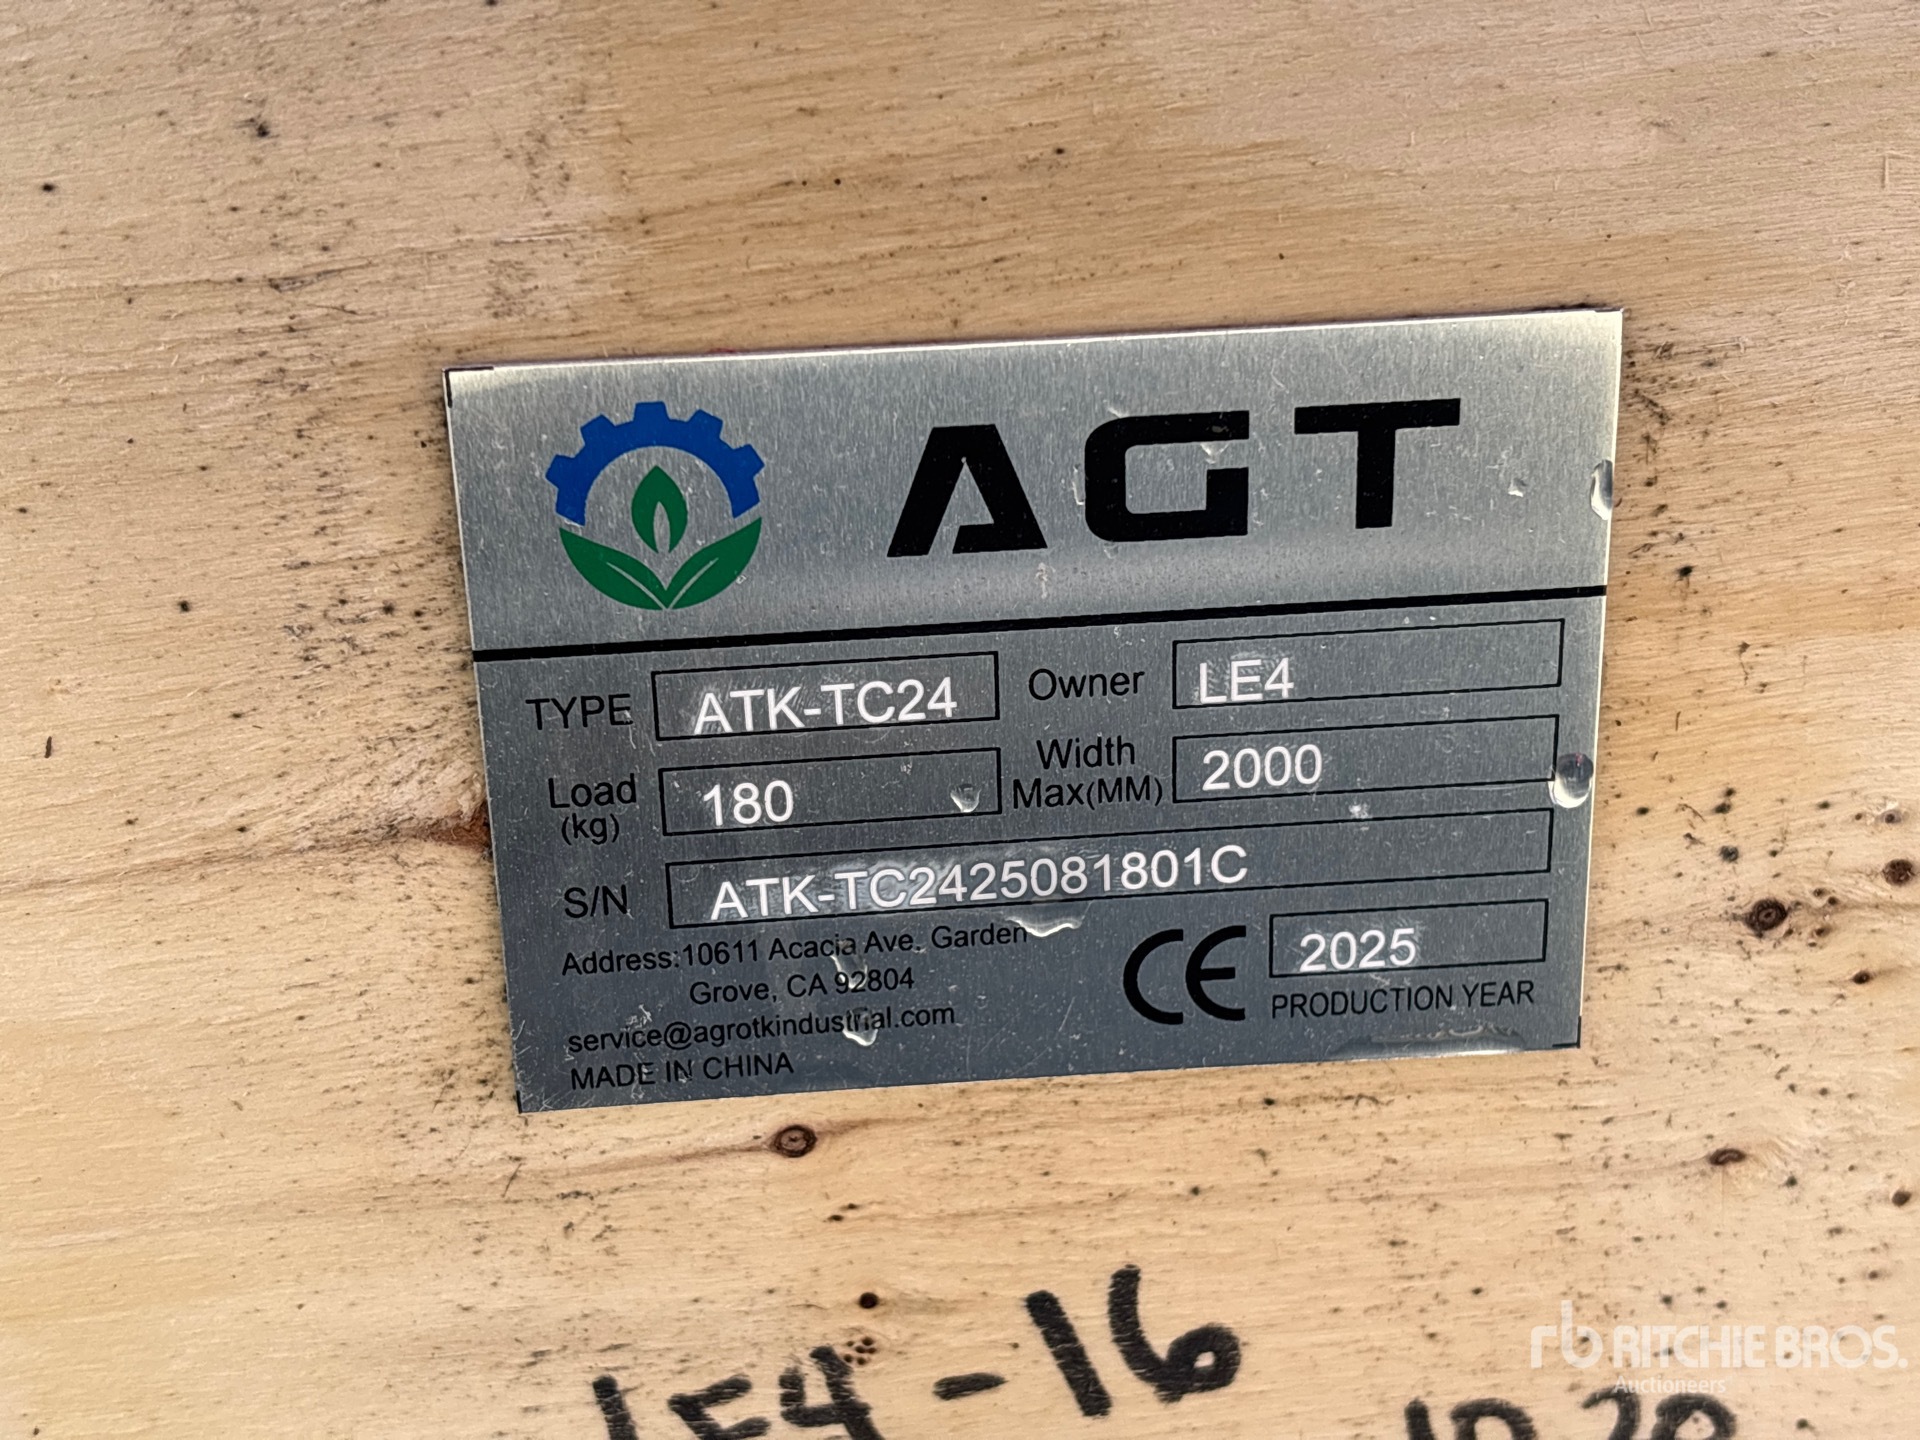 AGT
TYPE ATK-TC24 Owner LE4
Load (kg) 180 Width Max(MM) 2000
S/N ATK-TC2425081801C
Address:10611 Acacia Ave. Garden
Grove, CA 92804
service@agrotkindustrial.com
MADE IN CHINA
CE 2025
PRODUCTION YEAR
LE4-16
rb RITCHIE BROS.
Auctioneers